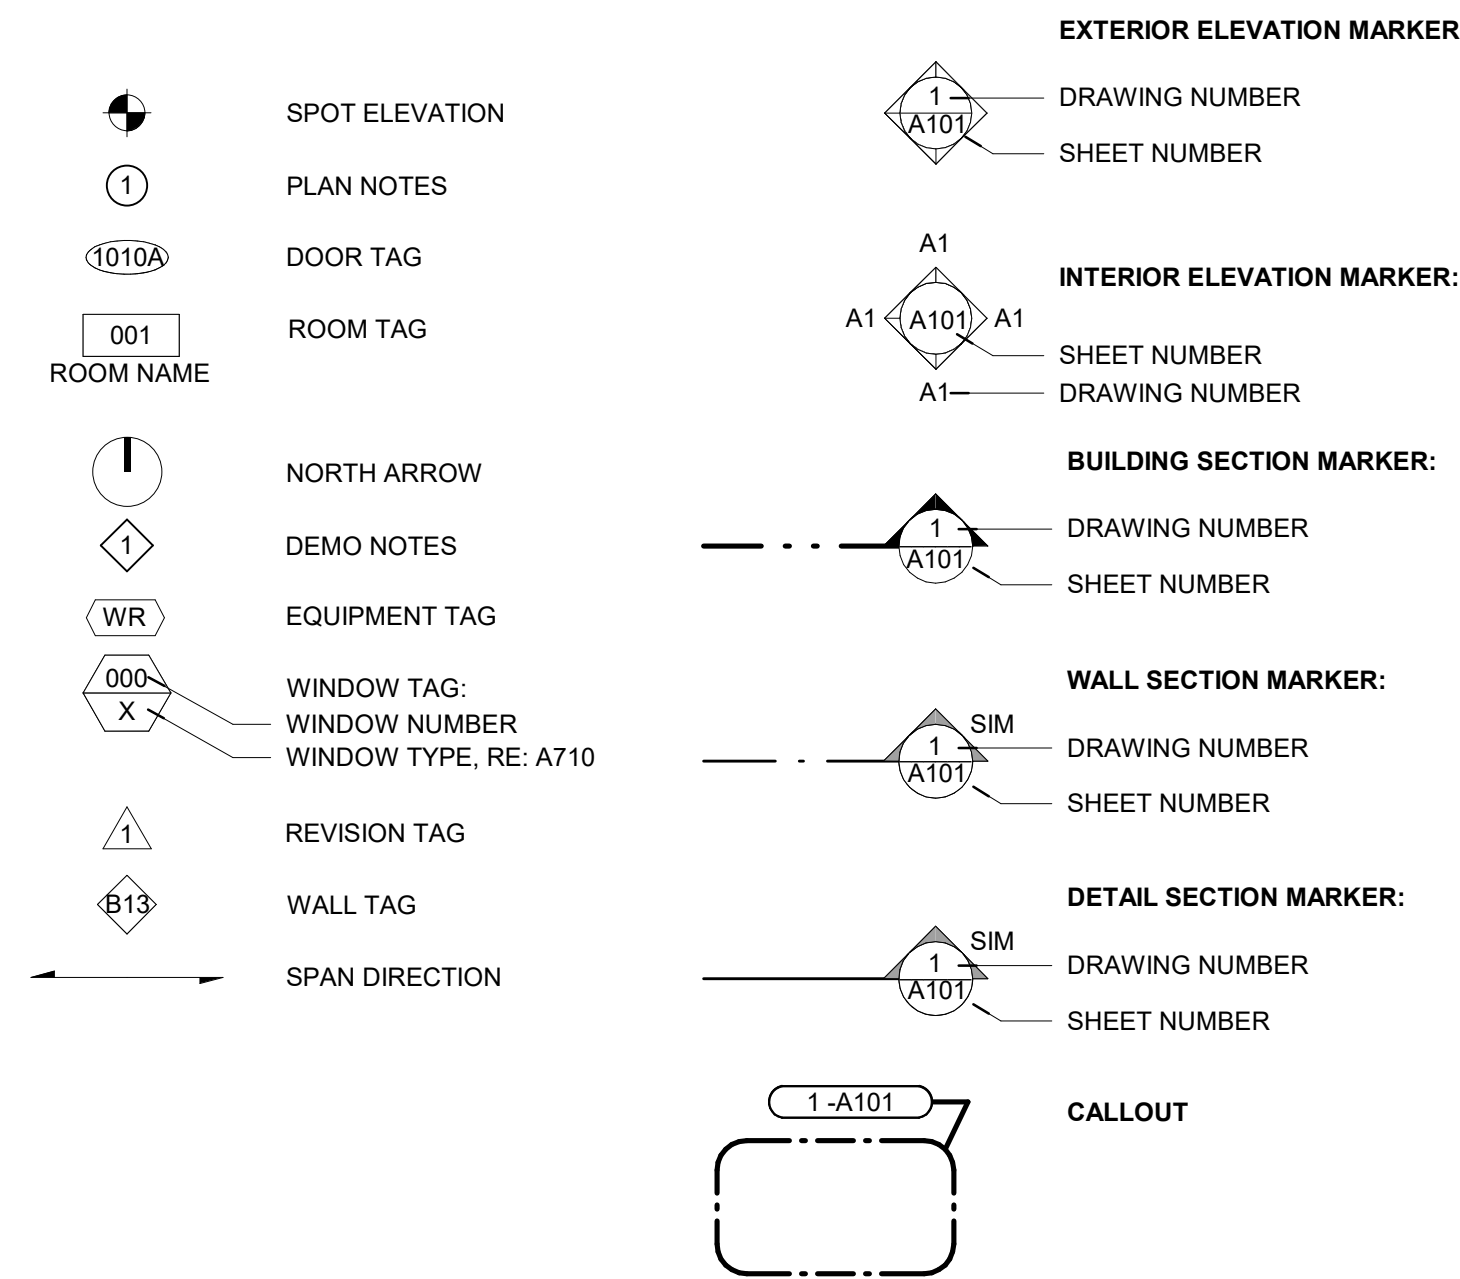 SPOT ELEVATION
1
PLAN NOTES
1010A
DOOR TAG
001
ROOM TAG
ROOM NAME
NORTH ARROW
1
DEMO NOTES
WR
EQUIPMENT TAG
000
X
WINDOW TAG:
WINDOW NUMBER
WINDOW TYPE, RE: A710
1
REVISION TAG
B13
WALL TAG
SPAN DIRECTION
EXTERIOR ELEVATION MARKER
1
A101
DRAWING NUMBER
SHEET NUMBER
A1
INTERIOR ELEVATION MARKER:
A1 A101 A1
SHEET NUMBER
A1
DRAWING NUMBER
BUILDING SECTION MARKER:
1
A101
DRAWING NUMBER
SHEET NUMBER
WALL SECTION MARKER:
SIM
1
A101
DRAWING NUMBER
SHEET NUMBER
DETAIL SECTION MARKER:
SIM
1
A101
DRAWING NUMBER
SHEET NUMBER
1 -A101
CALLOUT